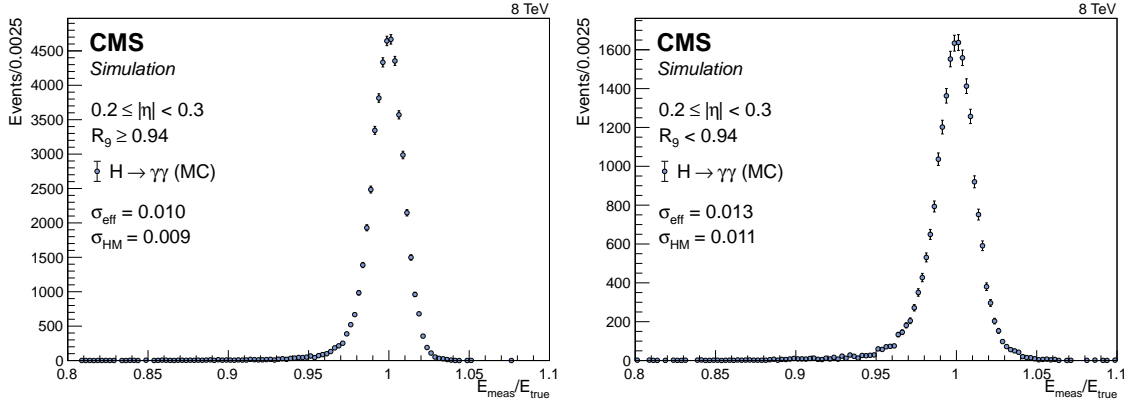 8 TeV
Events/0.0025
4500
4000
3500
3000
2500
2000
1500
1000
500
0
CMS
Simulation
0.2 ≤ |η| < 0.3
R₉ ≥ 0.94
H → γγ (MC)
σeff = 0.010
σHM = 0.009
0.8 0.85 0.9 0.95 1 1.05 1.1
Emeas/Etrue
8 TeV
Events/0.0025
1600
1400
1200
1000
800
600
400
200
0
CMS
Simulation
0.2 ≤ |η| < 0.3
R₉ < 0.94
H → γγ (MC)
σeff = 0.013
σHM = 0.011
0.8 0.85 0.9 0.95 1 1.05 1.1
Emeas/Etrue